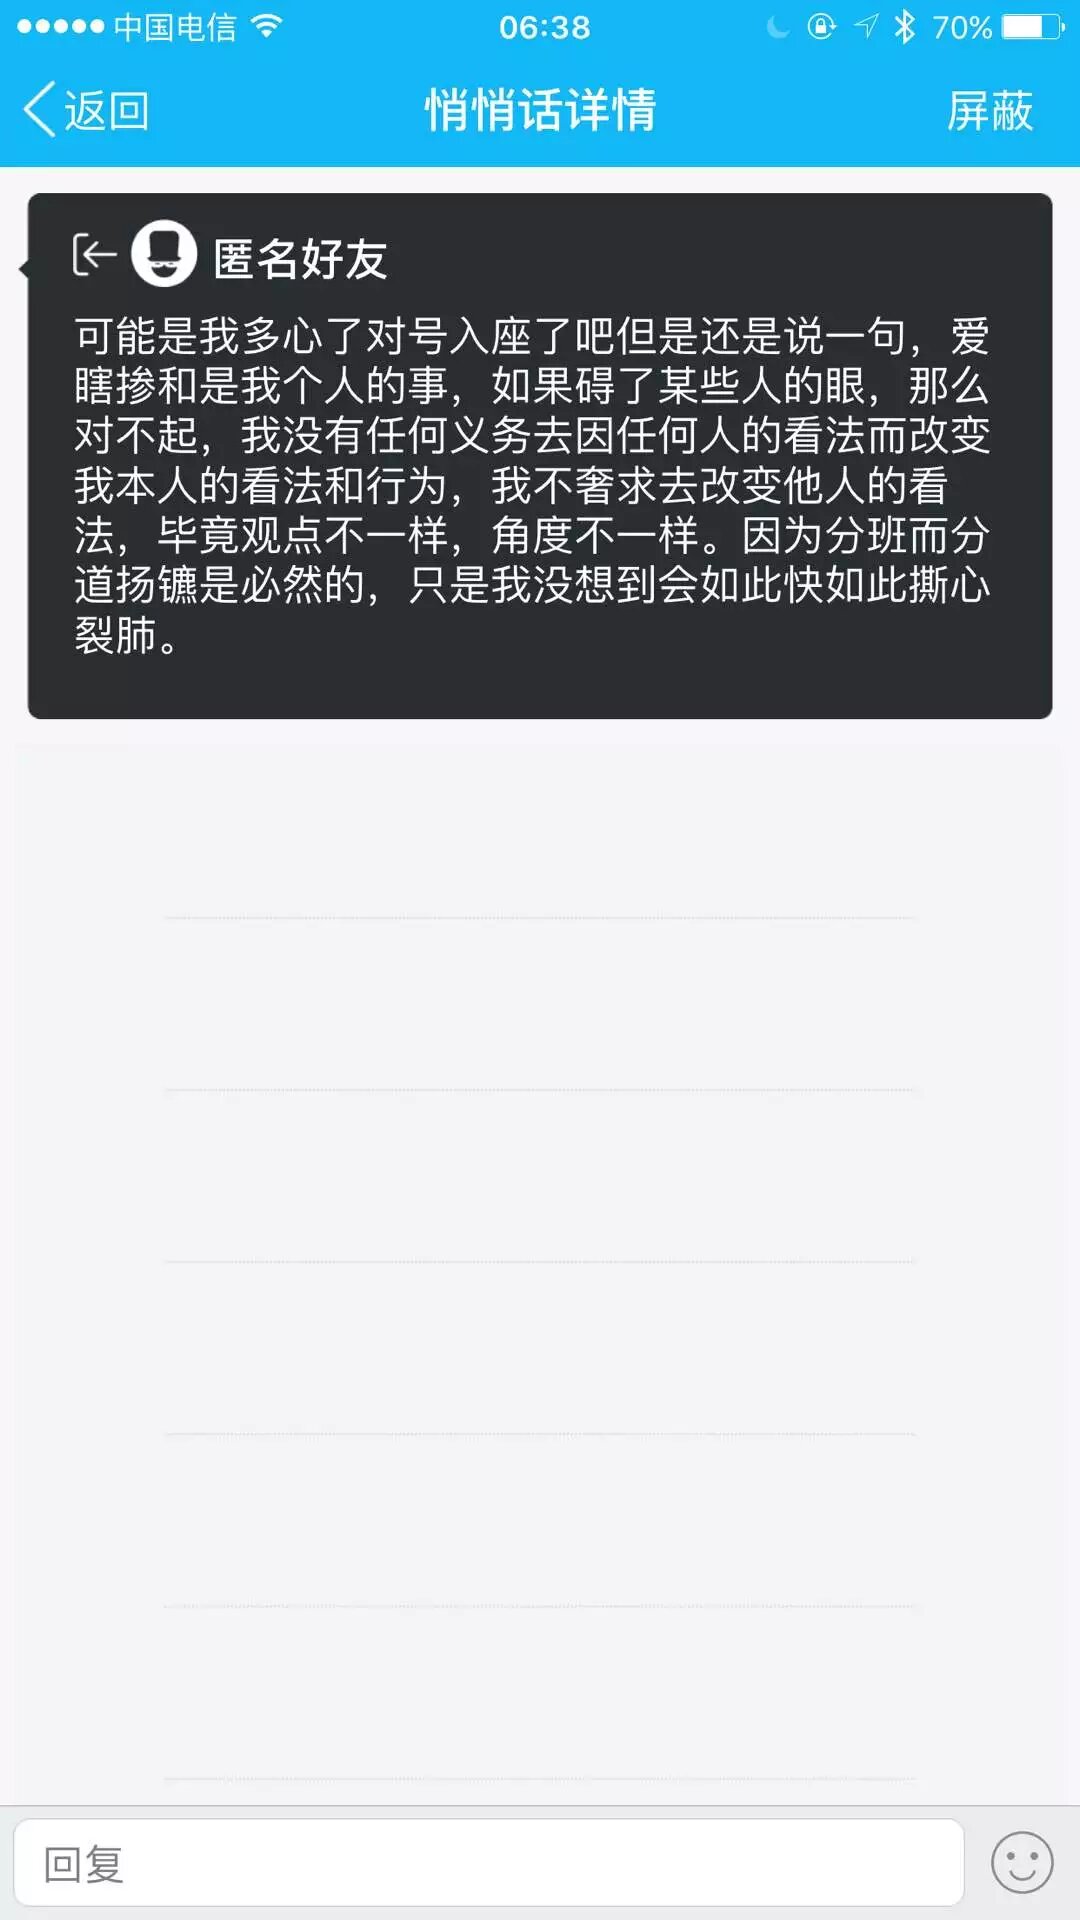 中国电信 06:38 70%
返回 悄悄话详情 屏蔽
匿名好友
可能是我多心了对号入座了吧但是还是说一句，爱
瞎掺和是我个人的事，如果碍了某些人的眼，那么
对不起，我没有任何义务去因任何人的看法而改变
我本人的看法和行为，我不奢求去改变他人的看
法，毕竟观点不一样，角度不一样。因为分班而分
道扬镳是必然的，只是我没想到会如此快如此撕心
裂肺。
回复